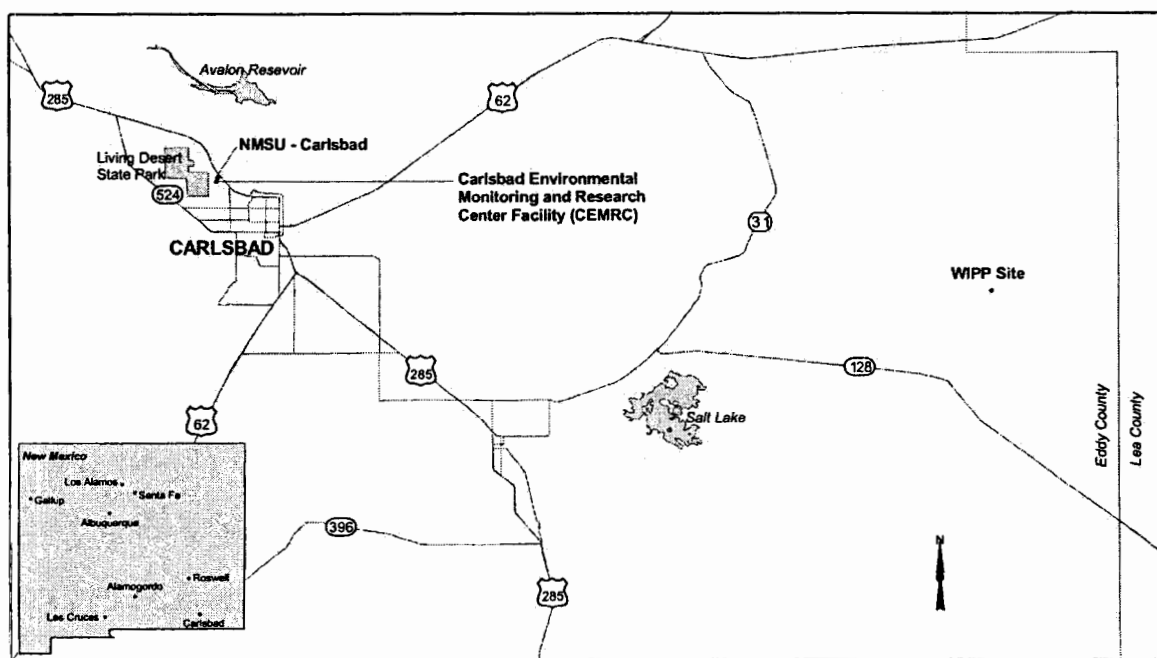 Avalon Resevoir
285
62
NMSU - Carlsbad
Living Desert
State Park
524
Carlsbad Environmental
Monitoring and Research
Center Facility (CEMRC)
31
CARLSBAD
WIPP Site
285
128
62
Salt Lake
Eddy County
Lea County
New Mexico
Los Alamos
Santa Fe
Gallup
Albuquerque
396
N
Roswell
Alamogordo
285
Las Cruces
Carlsbad